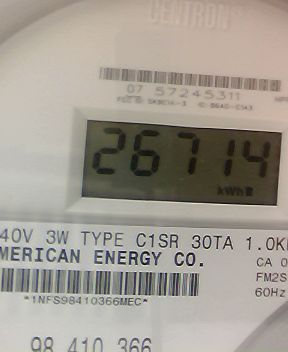 CENTRON®
07 57245311
26714
kWh
40V 3W TYPE C1SR 30TA 1.0K
MERICAN ENERGY CO.
CA 0
FM2S
*1NFS98410366MEC*
60Hz
98 410 366